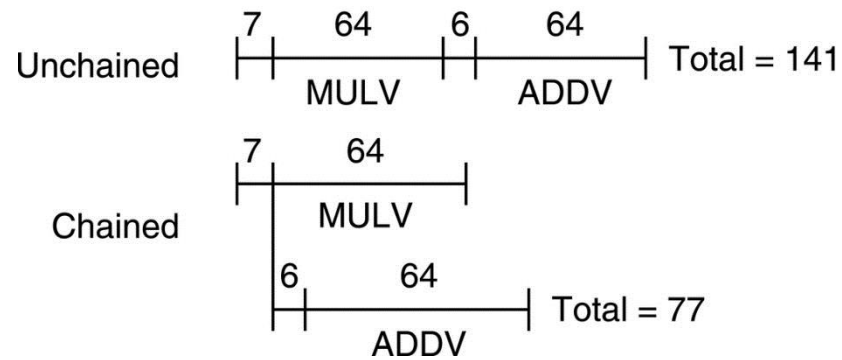 7 64 6 64
Unchained Total = 141
MULV ADDV
7 64
MULV
Chained
6 64
Total = 77
ADDV